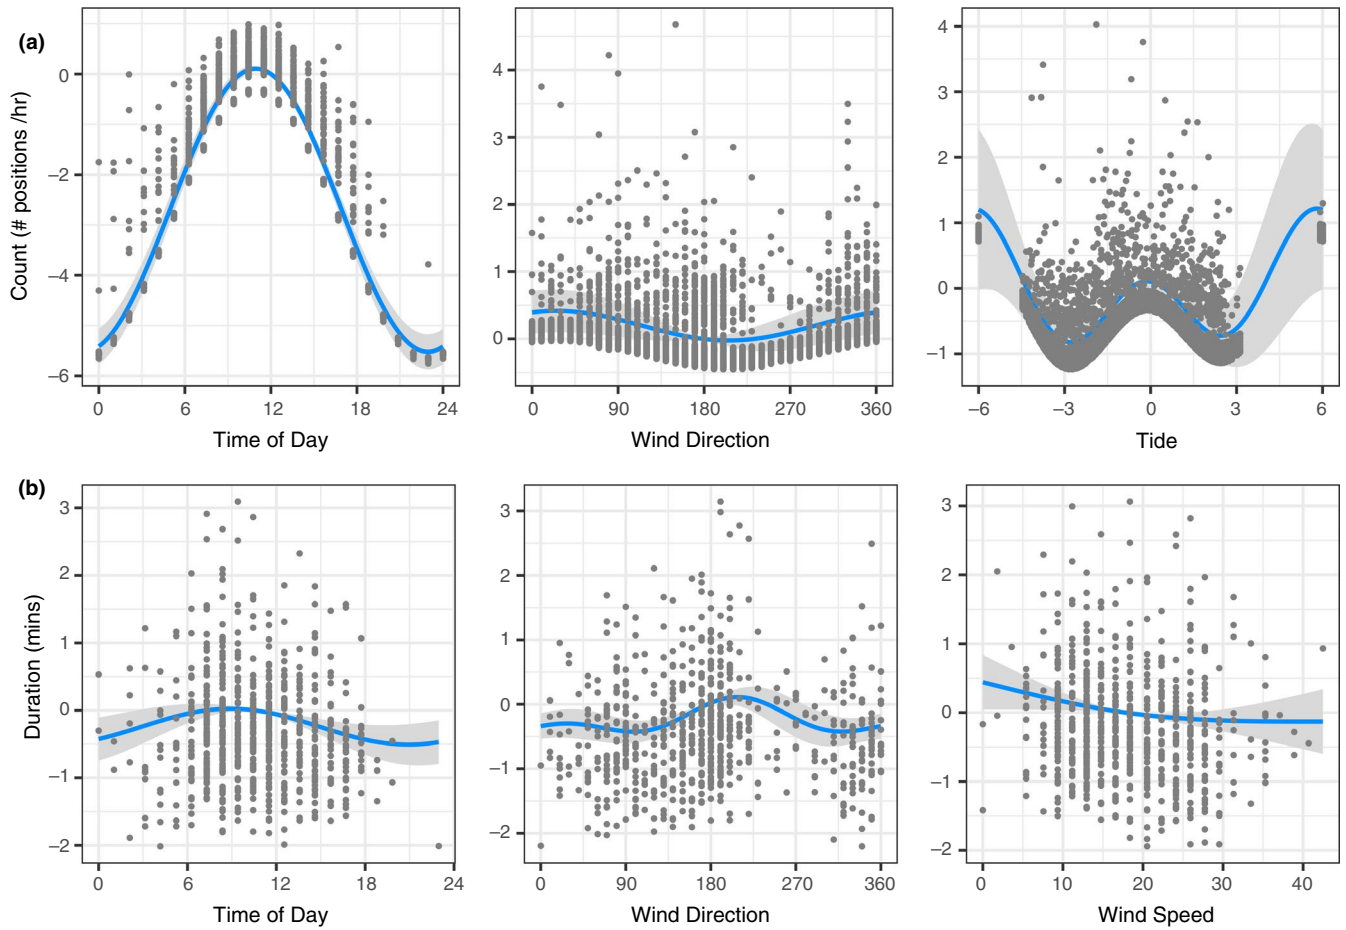 (a)
Count (# positions /hr)
0
−2
−4
−6
0 6 12 18 24
Time of Day
4
3
2
1
0
0 90 180 270 360
Wind Direction
4
3
2
1
0
−1
−6 −3 0 3 6
Tide
(b)
Duration (mins)
3
2
1
0
−1
−2
0 6 12 18 24
Time of Day
3
2
1
0
−1
−2
0 90 180 270 360
Wind Direction
3
2
1
0
−1
−2
0 10 20 30 40
Wind Speed